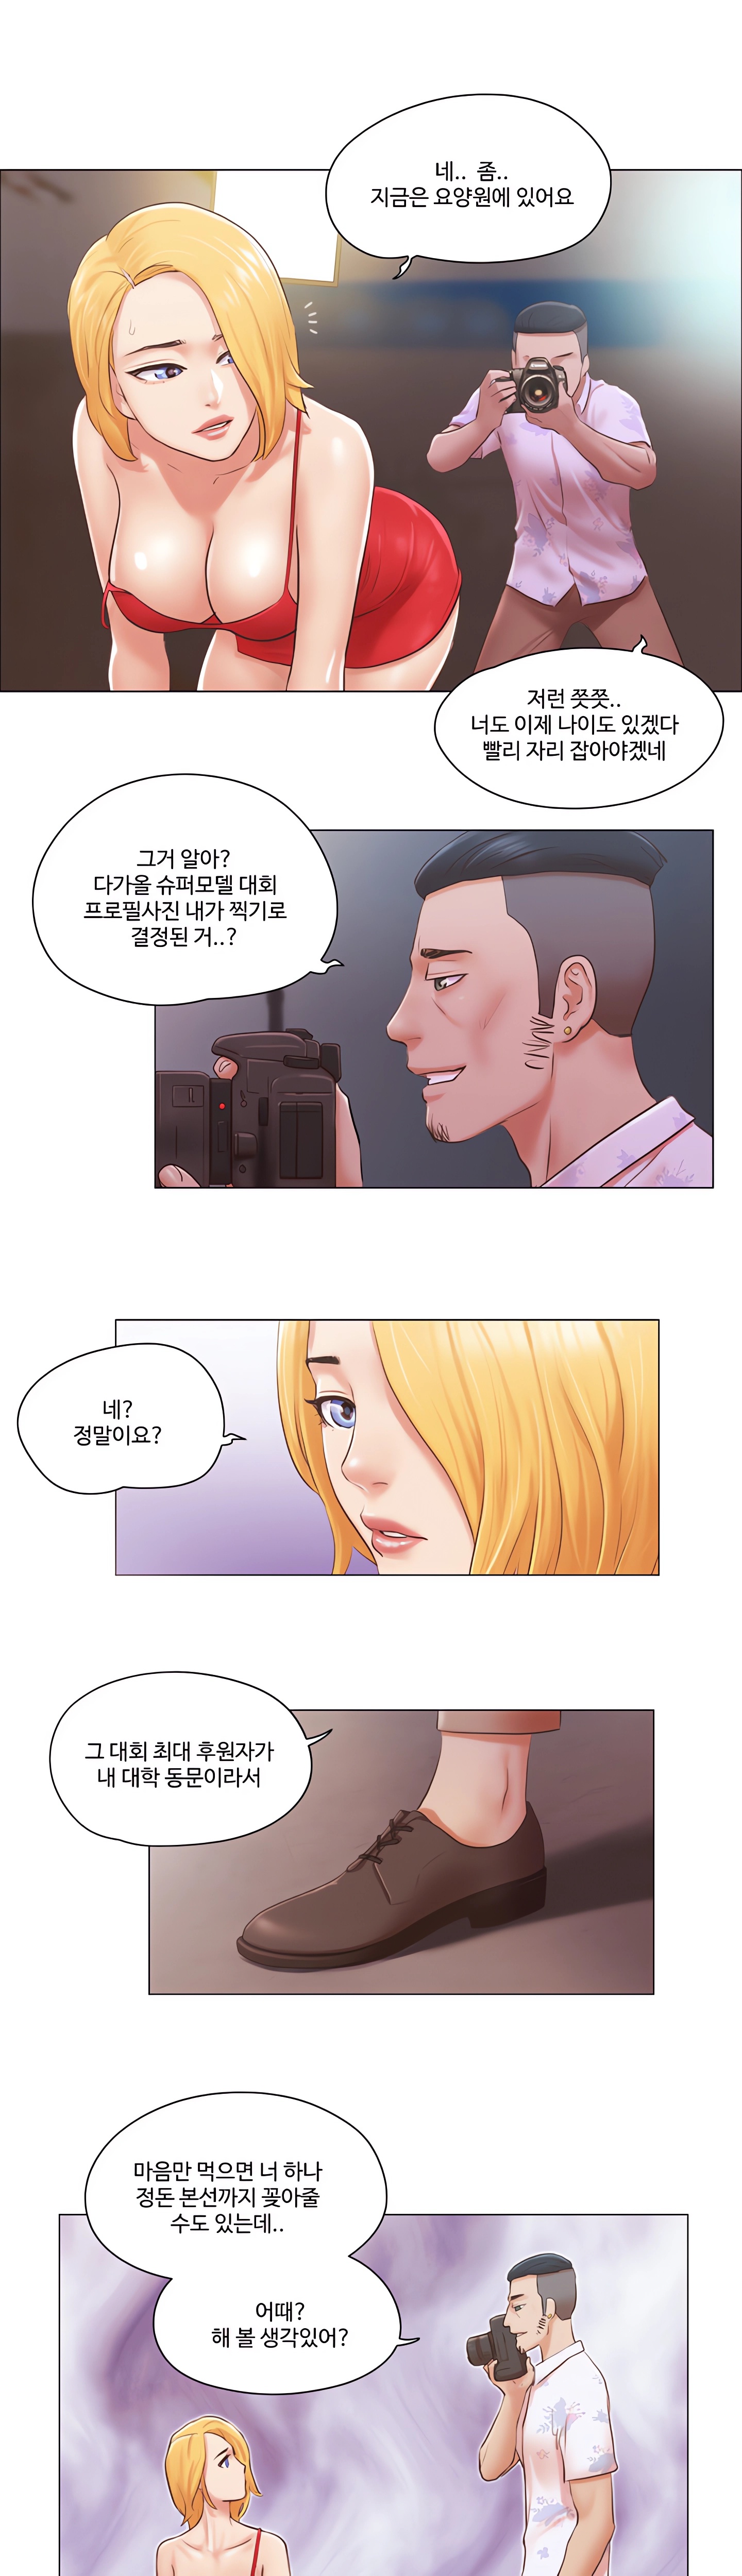 네.. 좀..
지금은 요양원에 있어요
저런 쯧쯧..
너도 이제 나이도 있겠다
빨리 자리 잡아야겠네
그거 알아?
다가올 슈퍼모델 대회
프로필사진 내가 찍기로
결정된 거..?
네?
정말이요?
그 대회 최대 후원자가
내 대학 동문이라서
마음만 먹으면 너 하나
정돈 본선까지 꽂아줄
수도 있는데..
어때?
해 볼 생각있어?